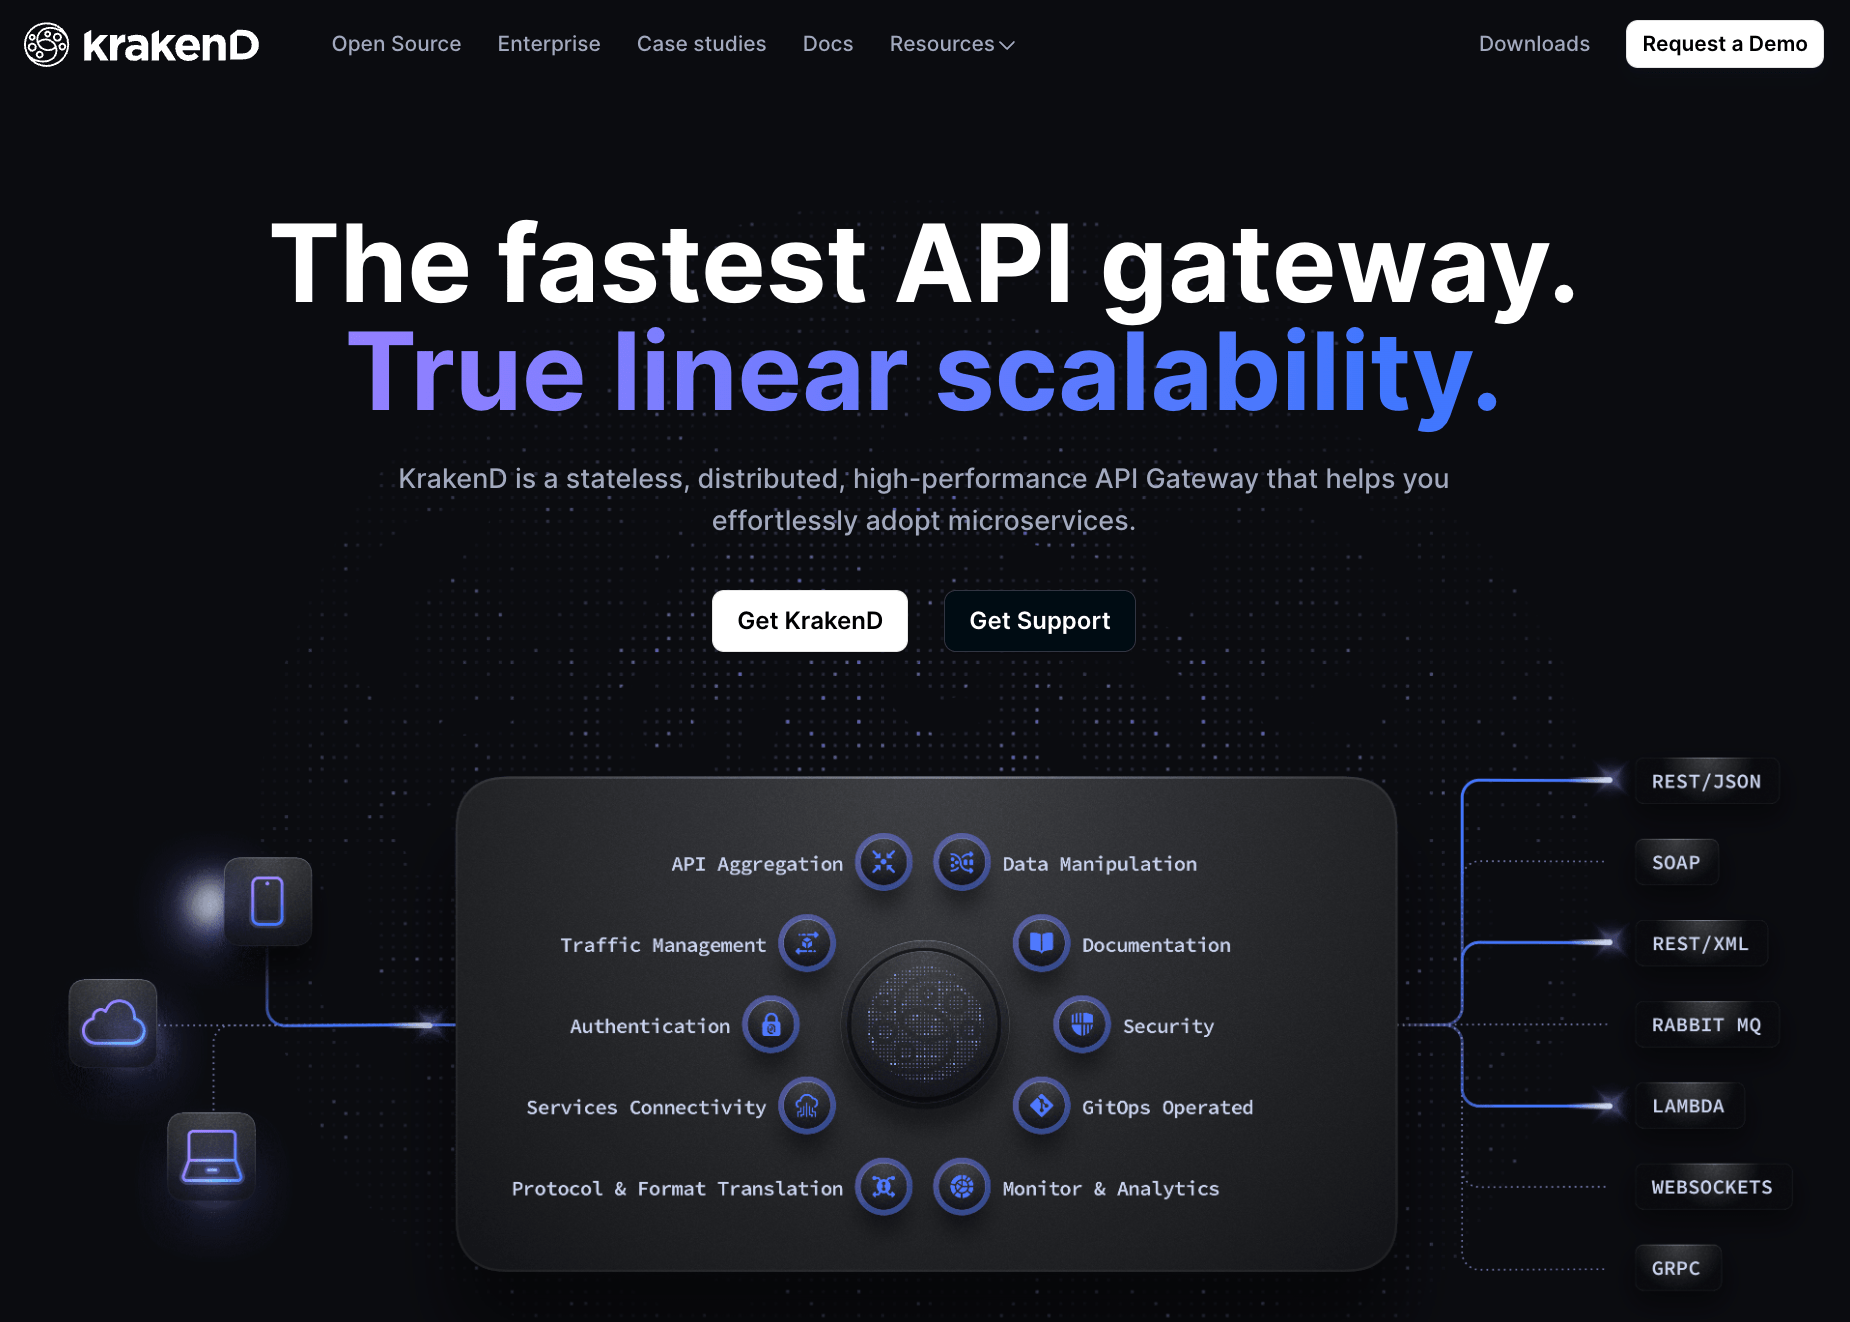 krakenD
Open Source
Enterprise
Case studies
Docs
Resources
Downloads
Request a Demo
The fastest API gateway.
True linear scalability.
KrakenD is a stateless, distributed, high-performance API Gateway that helps you
effortlessly adopt microservices.
Get KrakenD
Get Support
API Aggregation
Data Manipulation
Traffic Management
Documentation
Authentication
Security
Services Connectivity
GitOps Operated
Protocol & Format Translation
Monitor & Analytics
REST/JSON
SOAP
REST/XML
RABBIT MQ
LAMBDA
WEBSOCKETS
GRPC